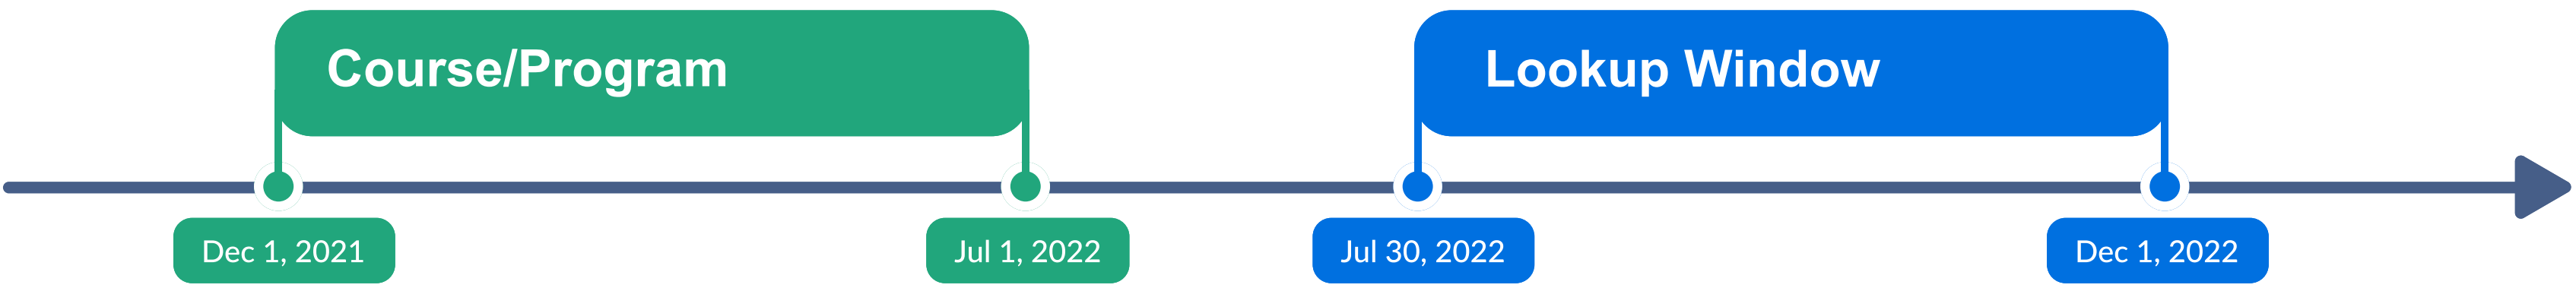 Course/Program
Lookup Window
Dec 1, 2021
Jul 1, 2022
Jul 30, 2022
Dec 1, 2022